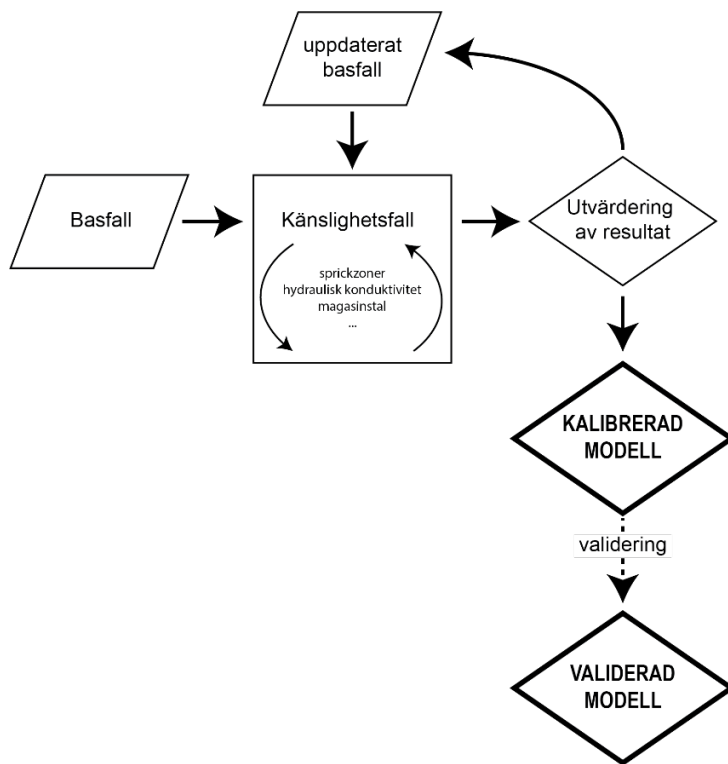 uppdaterat
basfall
Basfall
Känslighetsfall
sprickzoner
hydraulisk konduktivitet
magasinstal
...
Utvärdering
av resultat
KALIBRERAD
MODELL
validering
VALIDERAD
MODELL